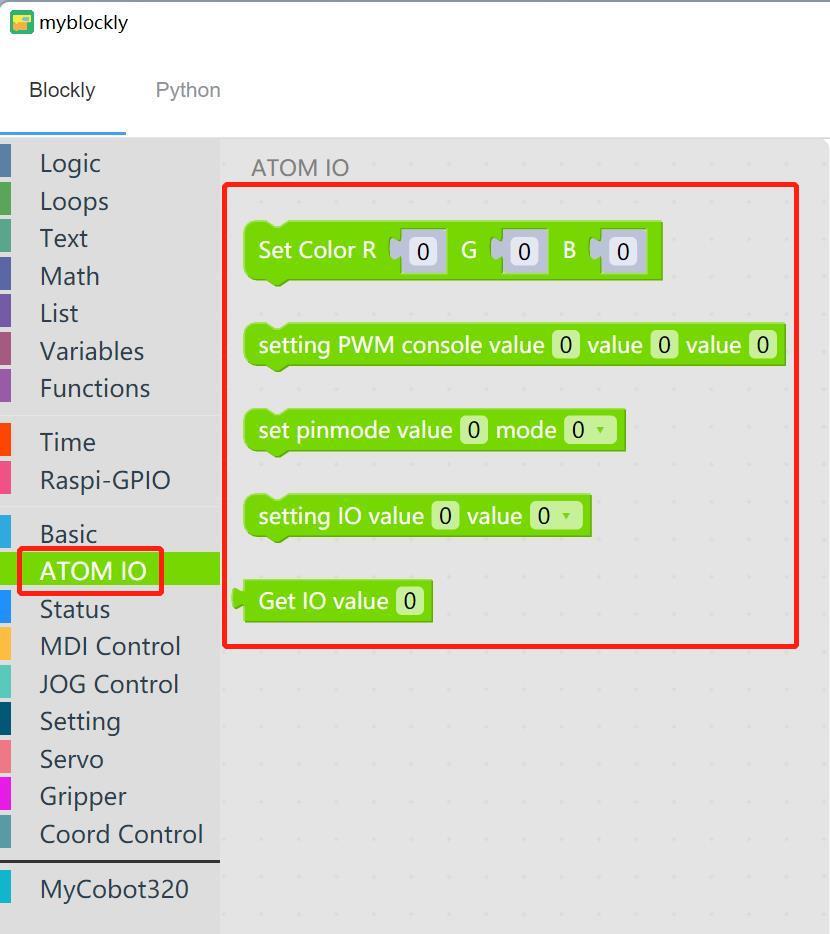 myblockly
Blockly
Python
Logic
Loops
Text
Math
List
Variables
Functions
Time
Raspi-GPIO
Basic
ATOM IO
Status
MDI Control
JOG Control
Setting
Servo
Gripper
Coord Control
MyCobot320
ATOM IO
Set Color R 0 G 0 B 0
setting PWM console value 0 value 0 value 0
set pinmode value 0 mode 0
setting IO value 0 value 0
Get IO value 0